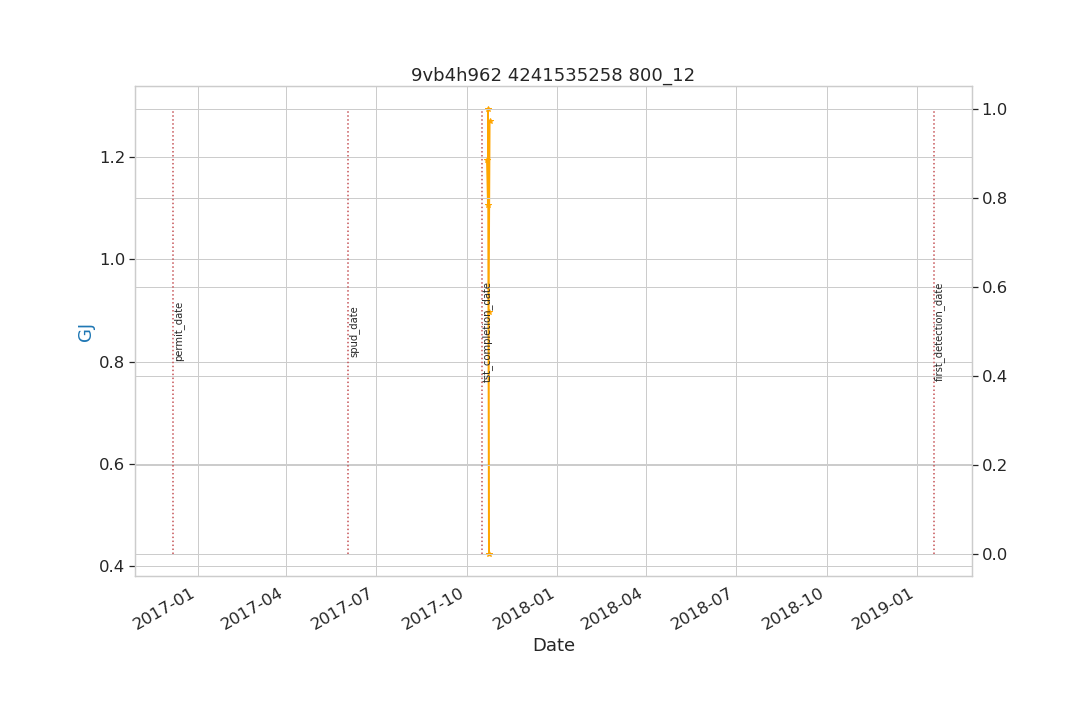 9vb4h962 4241535258 800_12
GJ
1.2
1.0
0.8
0.6
0.4
1.0
0.8
0.6
0.4
0.2
0.0
permit_date
spud_date
tst_completion_date
first_detection_date
2017-01
2017-04
2017-07
2017-10
2018-01
2018-04
2018-07
2018-10
2019-01
Date